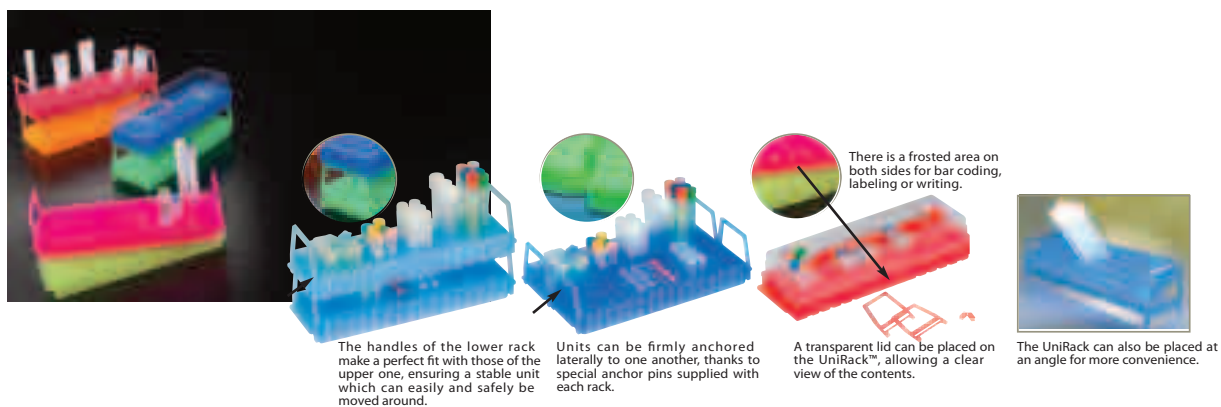 There is a frosted area on
both sides for bar coding,
labeling or writing.
The handles of the lower rack
make a perfect fit with those of the
upper one, ensuring a stable unit
which can easily and safely be
moved around.
Units can be firmly anchored
laterally to one another, thanks to
special anchor pins supplied with
each rack.
A transparent lid can be placed on
the UniRack™, allowing a clear
view of the contents.
The UniRack can also be placed at
an angle for more convenience.